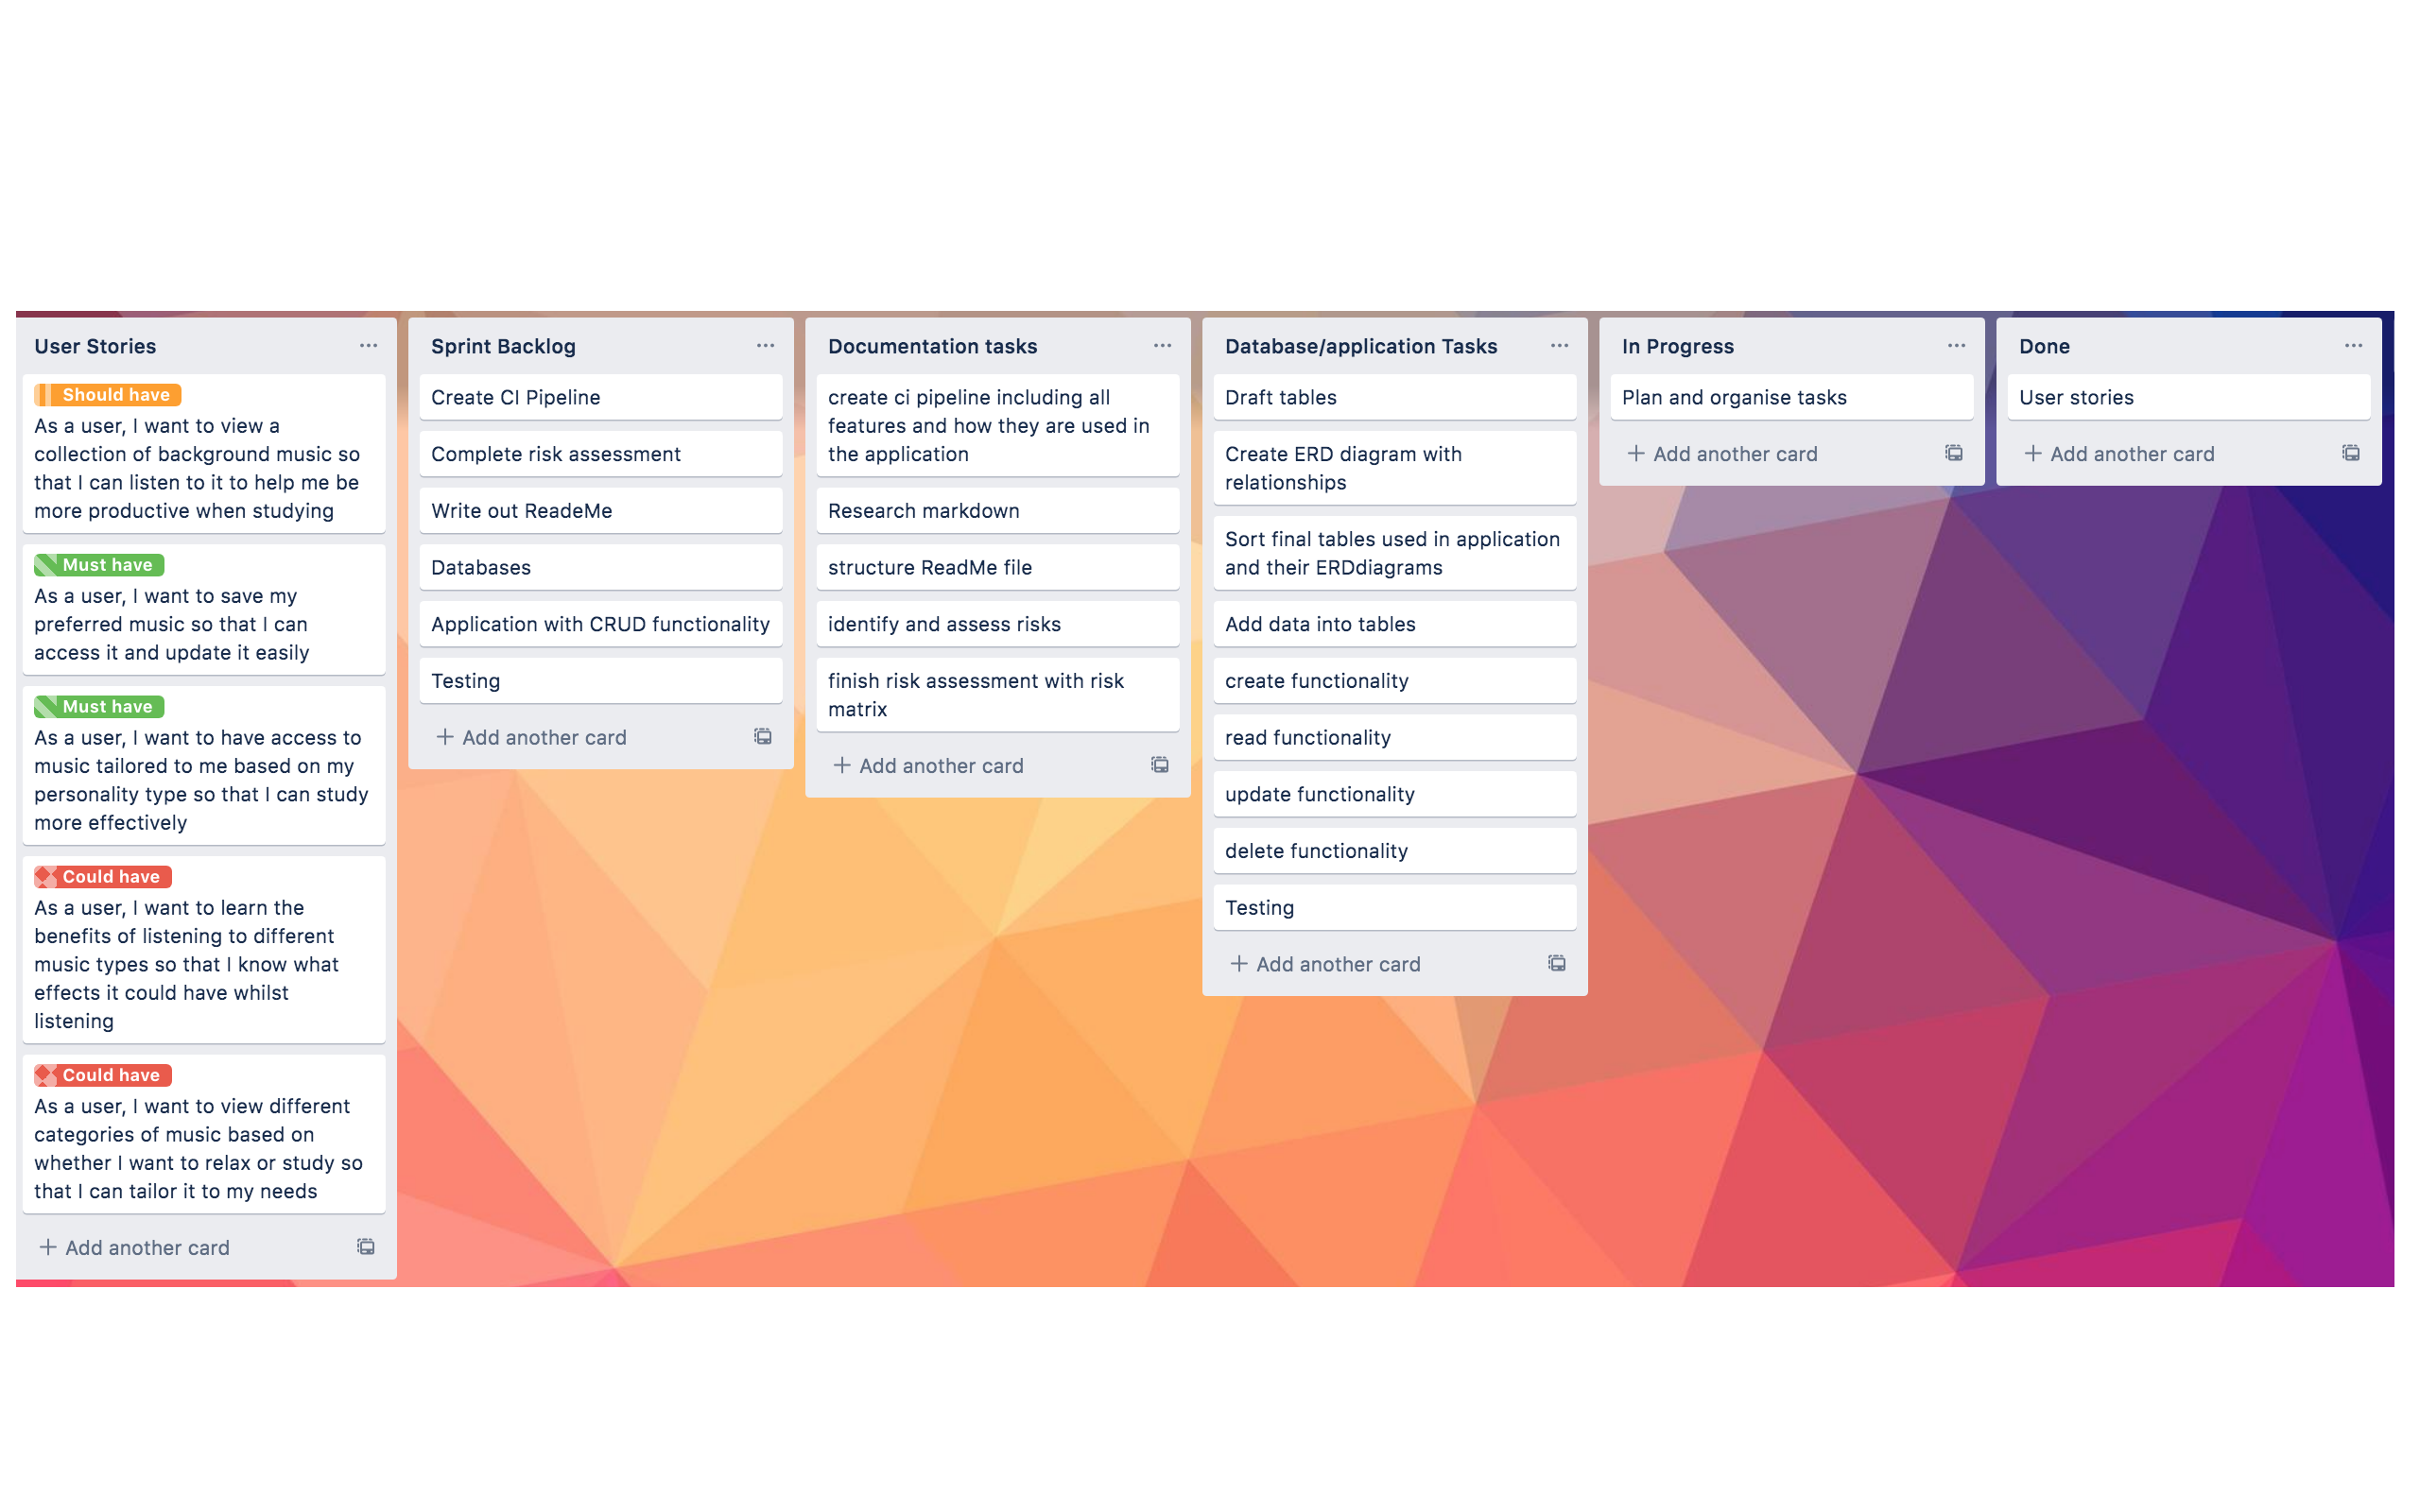 User Stories
Should have
As a user, I want to view a
collection of background music so
that I can listen to it to help me be
more productive when studying
Must have
As a user, I want to save my
preferred music so that I can
access it and update it easily
Must have
As a user, I want to have access to
music tailored to me based on my
personality type so that I can study
more effectively
Could have
As a user, I want to learn the
benefits of listening to different
music types so that I know what
effects it could have whilst
listening
Could have
As a user, I want to view different
categories of music based on
whether I want to relax or study so
that I can tailor it to my needs
Add another card
Sprint Backlog
Create CI Pipeline
Complete risk assessment
Write out ReadeMe
Databases
Application with CRUD functionality
Testing
Add another card
Documentation tasks
create ci pipeline including all
features and how they are used in
the application
Research markdown
structure ReadMe file
identify and assess risks
finish risk assessment with risk
matrix
Add another card
Database/application Tasks
Draft tables
Create ERD diagram with
relationships
Sort final tables used in application
and their ERDdiagrams
Add data into tables
create functionality
read functionality
update functionality
delete functionality
Testing
Add another card
In Progress
Plan and organise tasks
Add another card
Done
User stories
Add another card